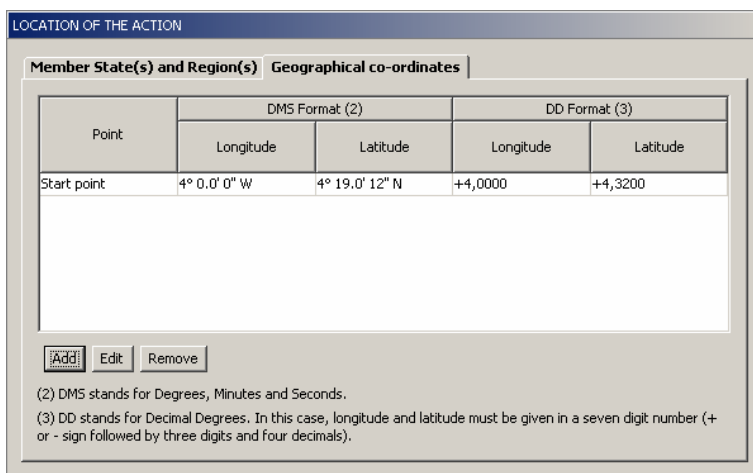 LOCATION OF THE ACTION
Member State(s) and Region(s) Geographical co-ordinates
Point DMS Format (2) DD Format (3)
Longitude Latitude Longitude Latitude
Start point 4° 0.0' 0" W 4° 19.0' 12" N +4,0000 +4,3200
Add Edit Remove
(2) DMS stands for Degrees, Minutes and Seconds.
(3) DD stands for Decimal Degrees. In this case, longitude and latitude must be given in a seven digit number (+
or - sign followed by three digits and four decimals).